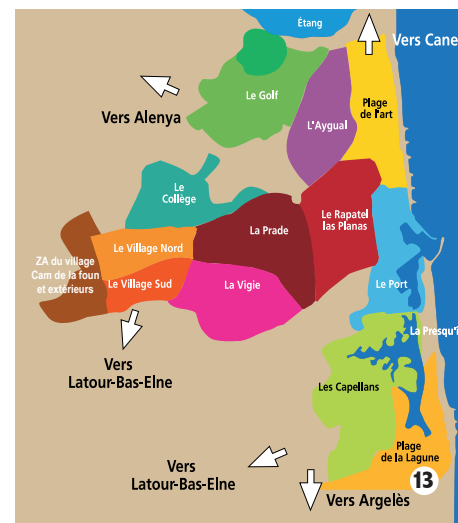 Étang
Vers Cane
Le Golf
Plage
de l'art
Vers Alenya
L'Aygual
Le
Collège
Le Rapatel
las Planas
La Prade
ZA du village
Cam de la foun
et extérieurs
Le Village Nord
Le Village Sud
La Vigie
Le Port
La Presqu'i
Vers
Latour-Bas-Elne
Les Capellans
Plage
de la Lagune
13
Vers
Latour-Bas-Elne
Vers Argelès